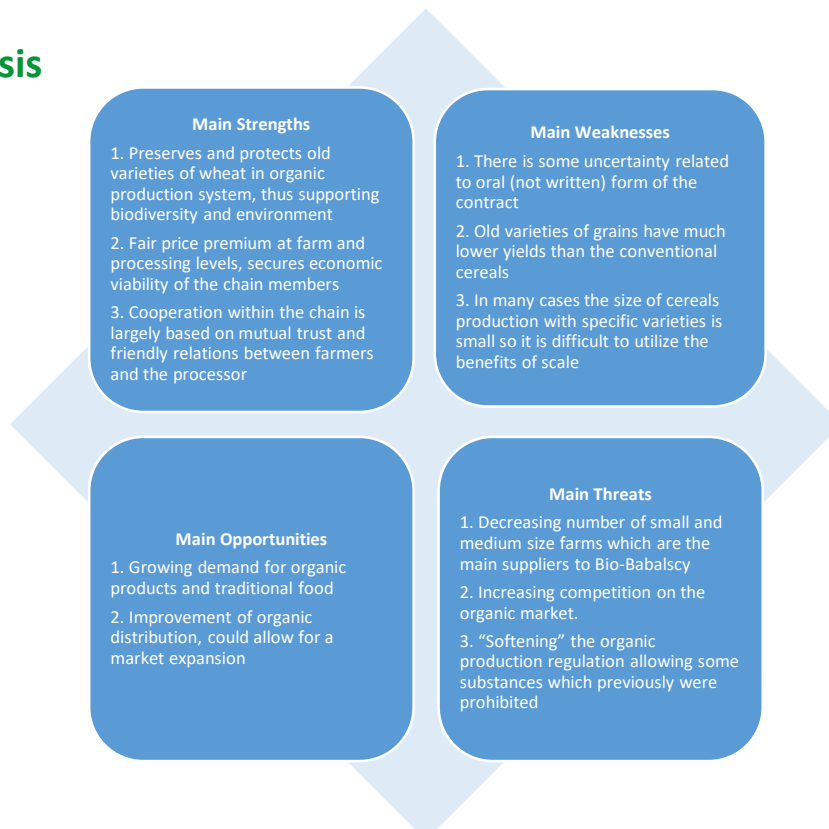 sis
Main Strengths
1. Preserves and protects old
varieties of wheat in organic
production system, thus supporting
biodiversity and environment
2. Fair price premium at farm and
processing levels, secures economic
viability of the chain members
3. Cooperation within the chain is
largely based on mutual trust and
friendly relations between farmers
and the processor
Main Weaknesses
1. There is some uncertainty related
to oral (not written) form of the
contract
2. Old varieties of grains have much
lower yields than the conventional
cereals
3. In many cases the size of cereals
production with specific varieties is
small so it is difficult to utilize the
benefits of scale
Main Opportunities
1. Growing demand for organic
products and traditional food
2. Improvement of organic
distribution, could allow for a
market expansion
Main Threats
1. Decreasing number of small and
medium size farms which are the
main suppliers to Bio-Babalscy
2. Increasing competition on the
organic market.
3. “Softening” the organic
production regulation allowing some
substances which previously were
prohibited